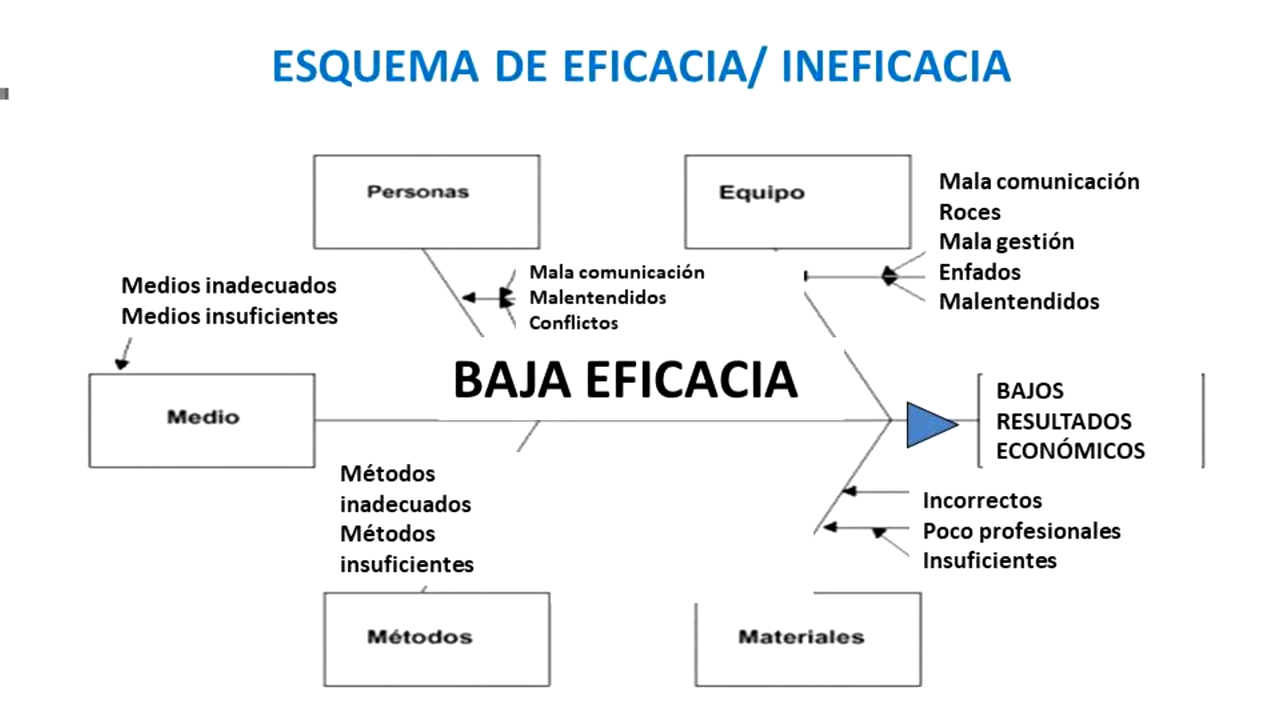 ESQUEMA DE EFICACIA/ INEFICACIA
Personas
Equipo
Mala comunicación
Roces
Mala gestión
Enfados
Malentendidos
Mala comunicación
Malentendidos
Conflictos
Medios inadecuados
Medios insuficientes
BAJA EFICACIA
Medio
BAJOS
RESULTADOS
ECONÓMICOS
Métodos
inadecuados
Métodos
insuficientes
Incorrectos
Poco profesionales
Insuficientes
Métodos
Materiales